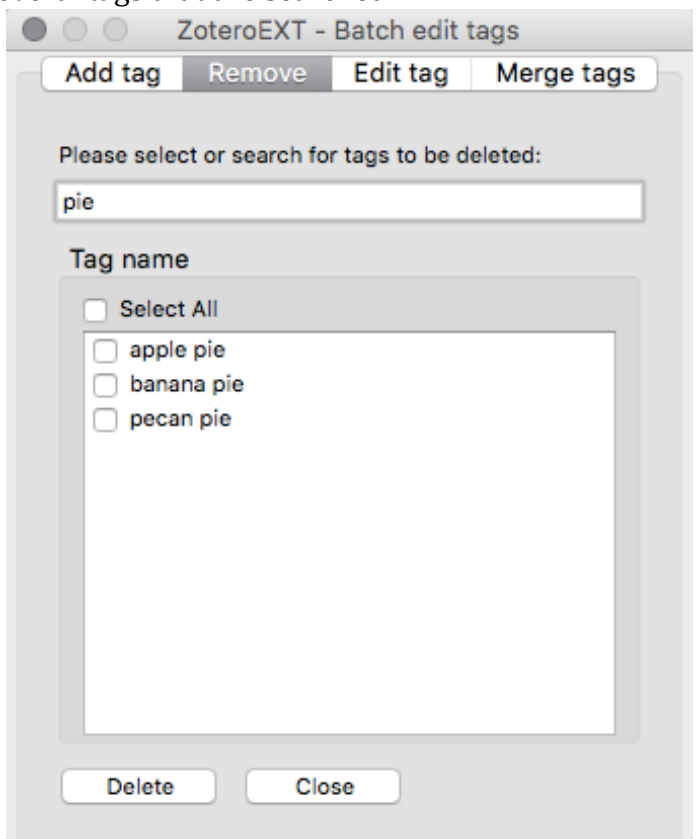 ZoteroEXT - Batch edit tags
Add tag Remove Edit tag Merge tags
Please select or search for tags to be deleted:
pie
Tag name
Select All
apple pie
banana pie
pecan pie
Delete Close